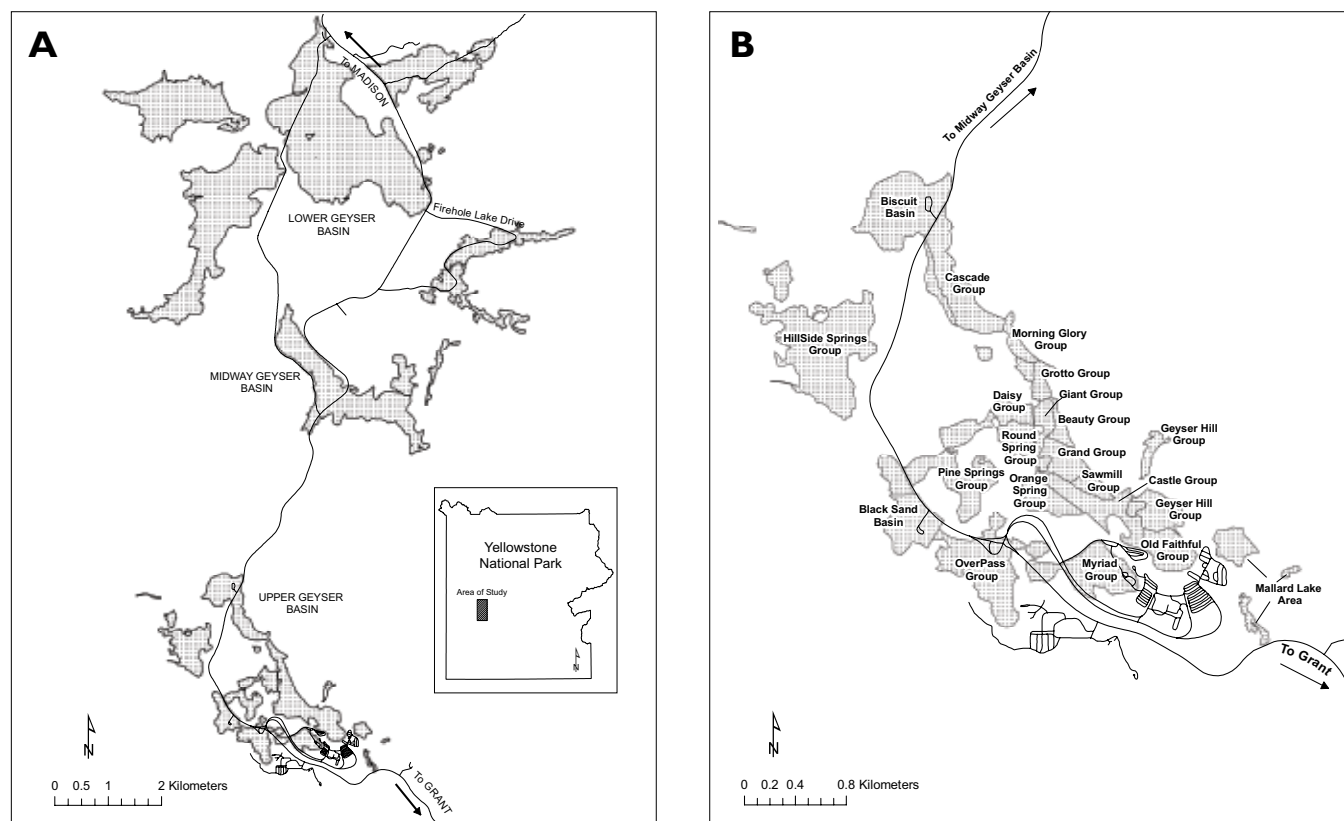 A
To MADISON
LOWER GEYSER
BASIN
Firehole Lake Drive
MIDWAY GEYSER
BASIN
UPPER GEYSER
BASIN
Yellowstone
National Park
Area of Study
N
N
0 0.5 1 2 Kilometers
To GRANT
B
To Midway Geyser Basin
Biscuit
Basin
Cascade
Group
HillSide Springs
Group
Morning Glory
Group
Grotto Group
Daisy
Group
Giant Group
Beauty Group
Round
Spring
Group
Geyser Hill
Group
Grand Group
Pine Springs
Group
Orange
Spring
Group
Sawmill
Group
Castle Group
Black Sand
Basin
Geyser Hill
Group
Old Faithful
Group
OverPass
Group
Myriad
Group
Mallard Lake
Area
To Grant
N
0 0.2 0.4 0.8 Kilometers